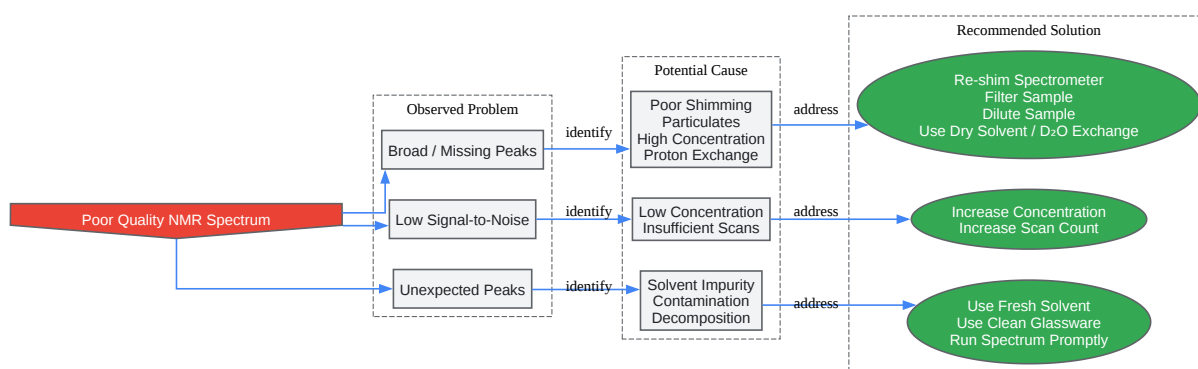 Poor Quality NMR Spectrum
Observed Problem
Broad / Missing Peaks
Low Signal-to-Noise
Unexpected Peaks
identify
identify
identify
Potential Cause
Poor Shimming
Particulates
High Concentration
Proton Exchange
Low Concentration
Insufficient Scans
Solvent Impurity
Contamination
Decomposition
address
address
address
Recommended Solution
Re-shim Spectrometer
Filter Sample
Dilute Sample
Use Dry Solvent / D₂O Exchange
Increase Concentration
Increase Scan Count
Use Fresh Solvent
Use Clean Glassware
Run Spectrum Promptly